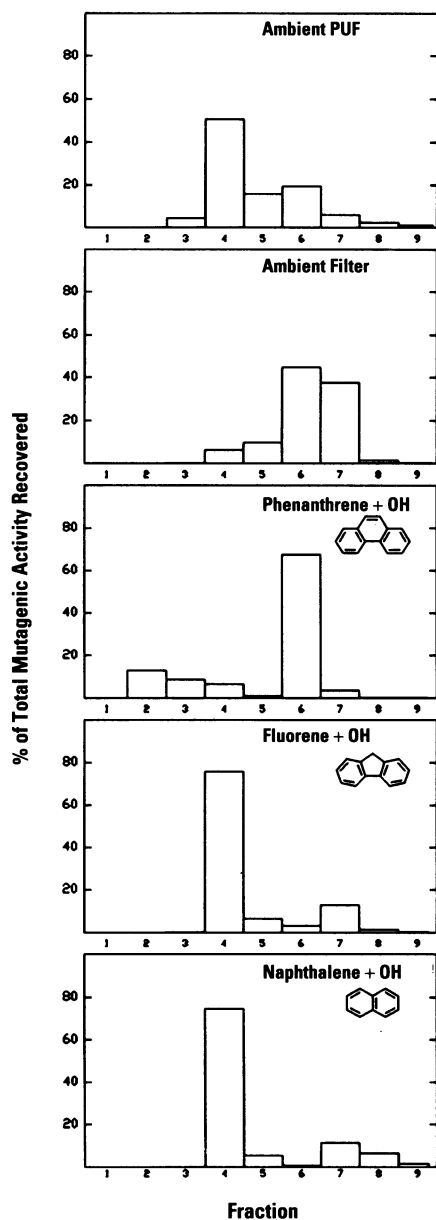 % of Total Mutagenic Activity Recovered
Ambient PUF
80
60
40
20
1 2 3 4 5 6 7 8 9
Ambient Filter
80
60
40
20
1 2 3 4 5 6 7 8 9
Phenanthrene + OH
80
60
40
20
1 2 3 4 5 6 7 8 9
Fluorene + OH
80
60
40
20
1 2 3 4 5 6 7 8 9
Naphthalene + OH
80
60
40
20
1 2 3 4 5 6 7 8 9
Fraction